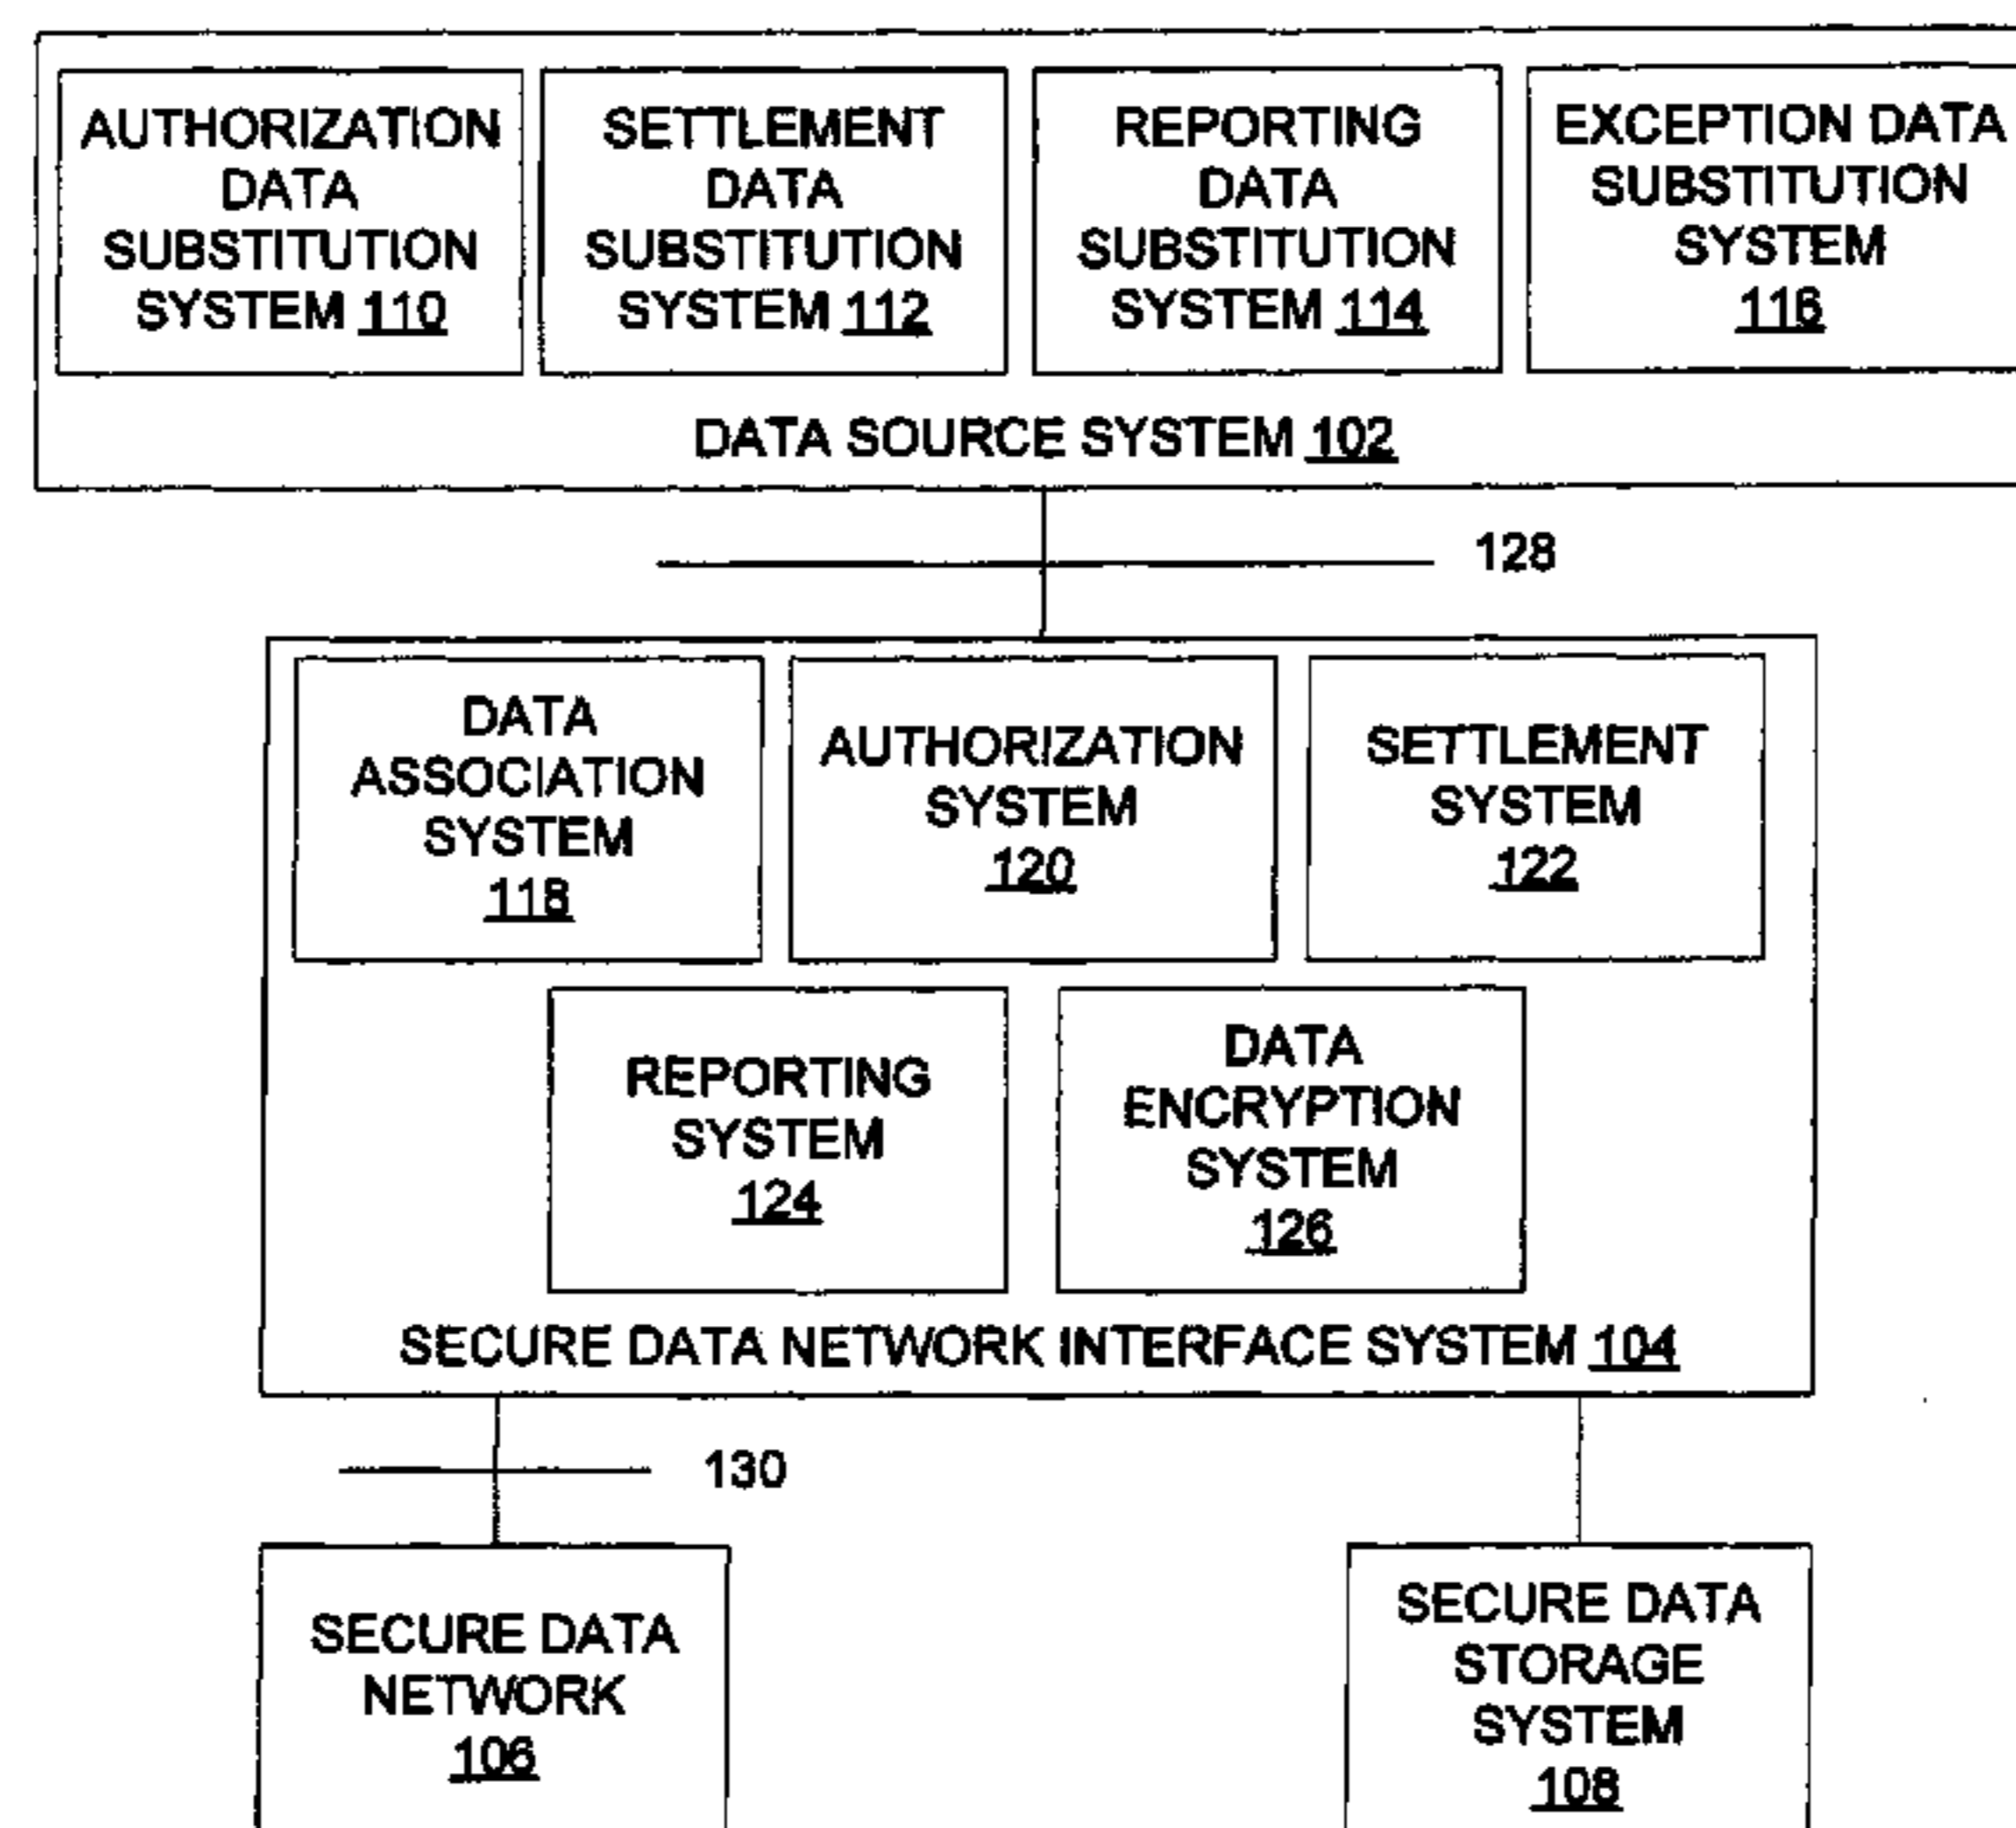 AUTHORIZATION
DATA
SUBSTITUTION
SYSTEM 110
SETTLEMENT
DATA
SUBSTITUTION
SYSTEM 112
REPORTING
DATA
SUBSTITUTION
SYSTEM 114
EXCEPTION DATA
SUBSTITUTION
SYSTEM
116
DATA SOURCE SYSTEM 102
128
DATA
ASSOCIATION
SYSTEM
118
AUTHORIZATION
SYSTEM
120
SETTLEMENT
SYSTEM
122
REPORTING
SYSTEM
124
DATA
ENCRYPTION
SYSTEM
126
SECURE DATA NETWORK INTERFACE SYSTEM 104
130
SECURE DATA
NETWORK
106
SECURE DATA
STORAGE
SYSTEM
108